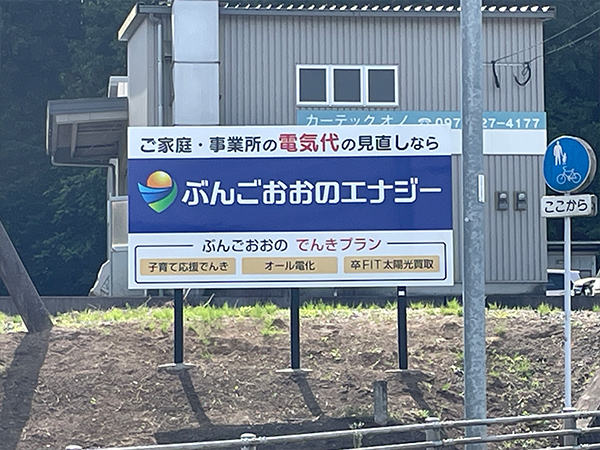 カーテック オノ ☎097
27-4177
ご家庭・事業所の電気代の見直しなら
ぶんごおおのエナジー
ぶんごおおの でんきプラン
子育て応援でんき
オール電化
卒FIT太陽光買取
ここから